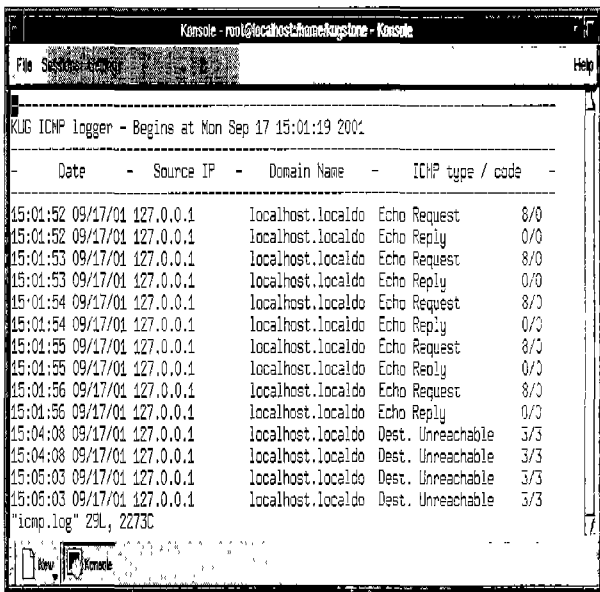 Konsole - root@localhost:/home/kugstone - Konsole
File Help
KUG ICMP logger - Begins at Mon Sep 17 15:01:19 2001
- Date - Source IP - Domain Name - ICMP type / code -
15:01:52 09/17/01 127.0.0.1 localhost.localdo Echo Request 8/0
15:01:52 09/17/01 127.0.0.1 localhost.localdo Echo Reply 0/0
15:01:53 09/17/01 127.0.0.1 localhost.localdo Echo Request 8/0
15:01:53 09/17/01 127.0.0.1 localhost.localdo Echo Reply 0/0
15:01:54 09/17/01 127.0.0.1 localhost.localdo Echo Request 8/0
15:01:54 09/17/01 127.0.0.1 localhost.localdo Echo Reply 0/0
15:01:55 09/17/01 127.0.0.1 localhost.localdo Echo Request 8/0
15:01:55 09/17/01 127.0.0.1 localhost.localdo Echo Reply 0/0
15:01:56 09/17/01 127.0.0.1 localhost.localdo Echo Request 8/0
15:01:56 09/17/01 127.0.0.1 localhost.localdo Echo Reply 0/0
15:04:08 09/17/01 127.0.0.1 localhost.localdo Dest. Unreachable 3/3
15:04:08 09/17/01 127.0.0.1 localhost.localdo Dest. Unreachable 3/3
15:05:03 09/17/01 127.0.0.1 localhost.localdo Dest. Unreachable 3/3
15:05:03 09/17/01 127.0.0.1 localhost.localdo Dest. Unreachable 3/3
"icmp.log" 29L, 2273C
New Konsole